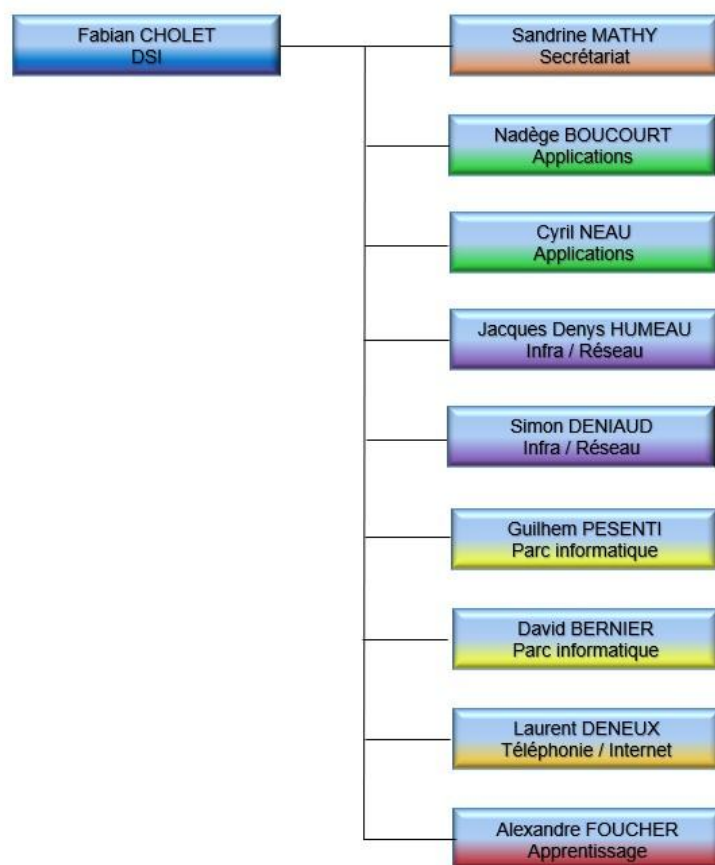 Fabian CHOLET
DSI
Sandrine MATHY
Secrétariat
Nadège BOUCOURT
Applications
Cyril NEAU
Applications
Jacques Denys HUMEAU
Infra / Réseau
Simon DENIAUD
Infra / Réseau
Guilhem PESENTI
Parc informatique
David BERNIER
Parc informatique
Laurent DENEUX
Téléphonie / Internet
Alexandre FOUCHER
Apprentissage